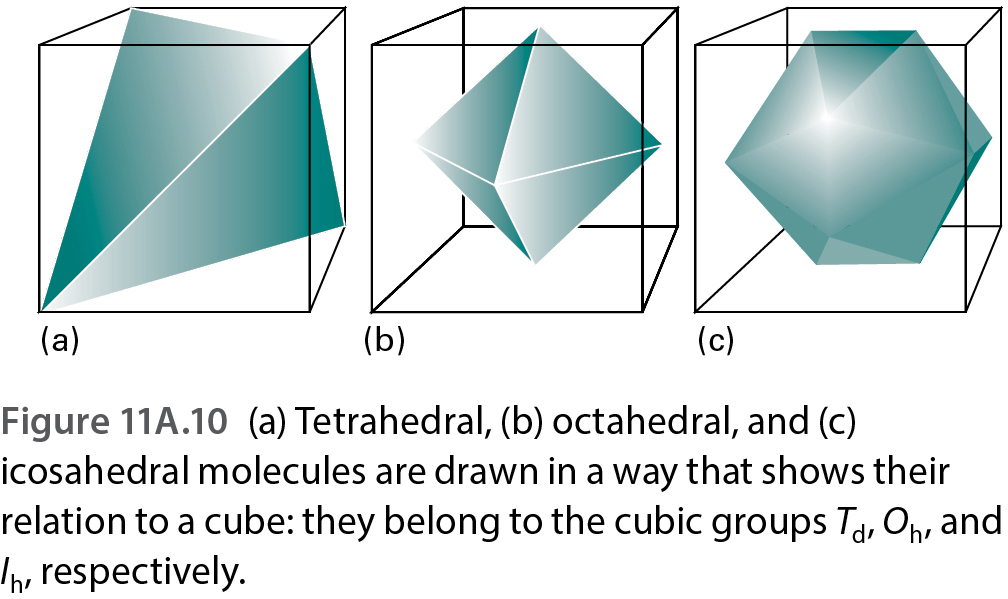 (a) (b) (c)
Figure 11A.10 (a) Tetrahedral, (b) octahedral, and (c)
icosahedral molecules are drawn in a way that shows their
relation to a cube: they belong to the cubic groups Td, Oh, and
Ih, respectively.